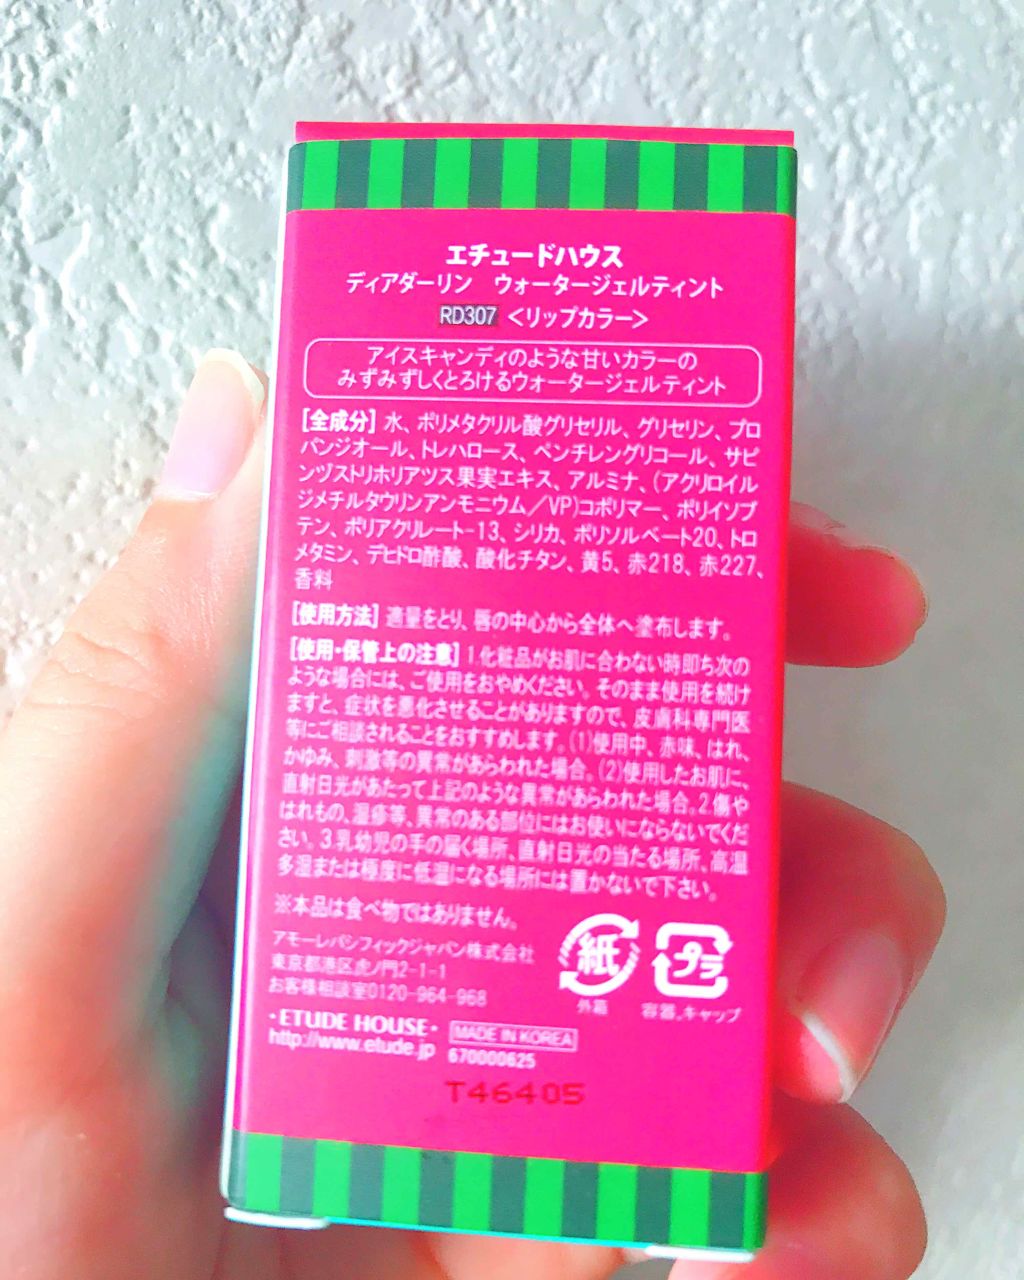 エチュードハウス
ディアダーリン ウォータージェルティント
RD307 <リップカラー>
アイスキャンディのような甘いカラーの
みずみずしくとろけるウォータージェルティント
[全成分] 水、ポリメタクリル酸グリセリル、グリセリン、プロ
パンジオール、トレハロース、ペンチレングリコール、サピ
ンヅストリホリアツス果実エキス、アルミナ、(アクリロイル
ジメチルタウリンアンモニウム/VP)コポリマー、ポリイソブ
テン、ポリアクリレート-13、シリカ、ポリソルベート20、トロ
メタミン、デヒドロ酢酸、酸化チタン、黄5、赤218、赤227、
香料
[使用方法] 適量をとり、唇の中心から全体へ塗布します。
[使用・保管上の注意] 1.化粧品がお肌に合わない時即ち次の
ような場合には、ご使用をおやめください。そのまま使用を続け
ますと、症状を悪化させることがありますので、皮膚科専門医
等にご相談されることをおすすめします。(1)使用中、赤味、はれ、
かゆみ、刺激等の異常があらわれた場合。(2)使用したお肌に、
直射日光があたって上記のような異常があらわれた場合。2.傷や
はれもの、湿疹等、異常のある部位にはお使いにならないでくだ
さい。3.乳幼児の手の届く場所、直射日光の当たる場所、高温
多湿または極度に低温になる場所には置かないで下さい。
※本品は食べ物ではありません。
アモーレパシフィックジャパン株式会社
東京都港区虎ノ門2-1-1
お客様相談室0120-964-968
紙
外箱
プラ
容器、キャップ
・ETUDE HOUSE・ MADE IN KOREA
http://www.etude.jp 670000625
T46405